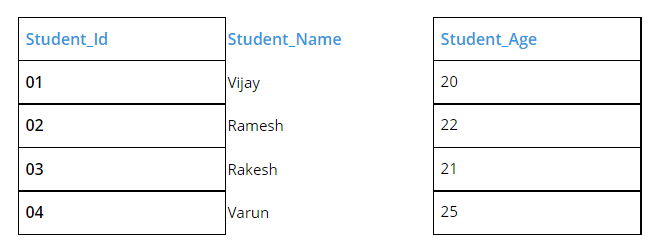 Student_Id Student_Name Student_Age
01 Vijay 20
02 Ramesh 22
03 Rakesh 21
04 Varun 25